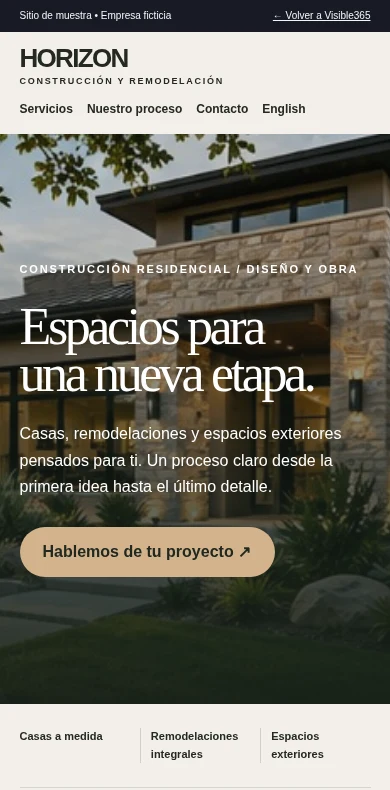 Sitio de muestra • Empresa ficticia
← Volver a Visible365
HORIZON
CONSTRUCCIÓN Y REMODELACIÓN
Servicios Nuestro proceso Contacto English
CONSTRUCCIÓN RESIDENCIAL / DISEÑO Y OBRA
Espacios para
una nueva etapa.
Casas, remodelaciones y espacios exteriores
pensados para ti. Un proceso claro desde la
primera idea hasta el último detalle.
Hablemos de tu proyecto ↗
Casas a medida
Remodelaciones
integrales
Espacios
exteriores